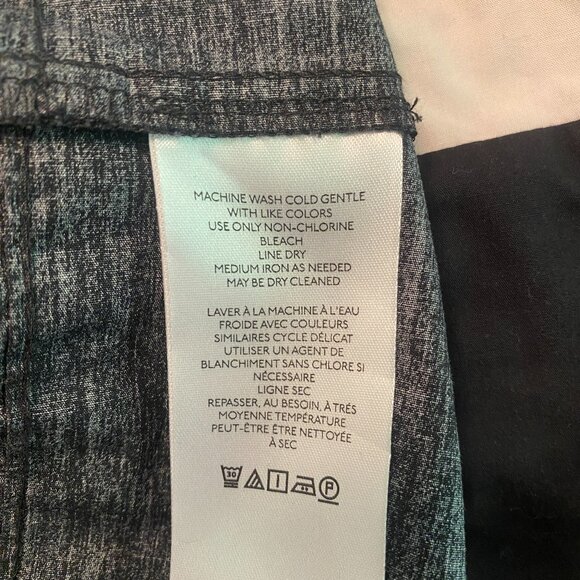 MACHINE WASH COLD GENTLE
WITH LIKE COLORS
USE ONLY NON-CHLORINE
BLEACH
LINE DRY
MEDIUM IRON AS NEEDED
MAY BE DRY CLEANED
LAVER À LA MACHINE À L'EAU
FROIDE AVEC COULEURS
SIMILAIRES CYCLE DÉLICAT
UTILISER UN AGENT DE
BLANCHIMENT SANS CHLORE SI
NÉCESSAIRE
LIGNE SEC
REPASSER, AU BESOIN, À TRÉS
MOYENNE TEMPÉRATURE
PEUT-ÊTRE ÊTRE NETTOYÉE
À SEC
30 P